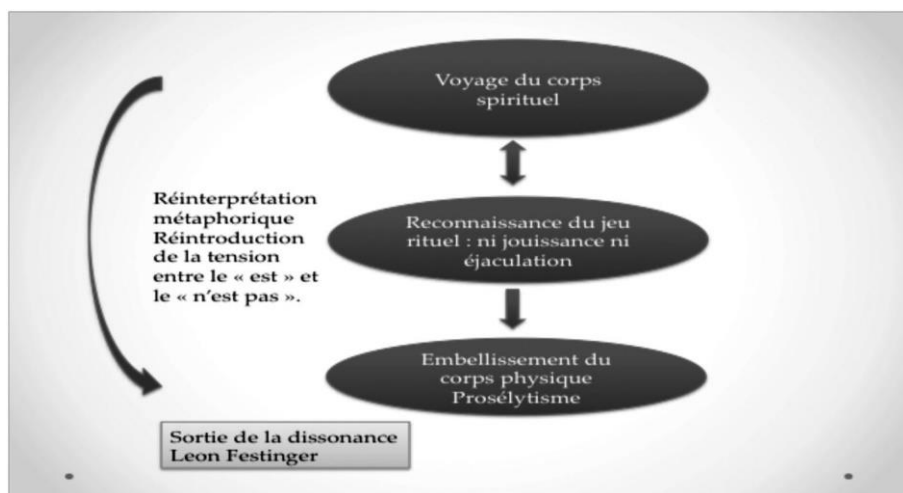 Voyage du corps
spirituel
Réinterprétation
métaphorique
Réintroduction
de la tension
entre le « est » et
le « n'est pas ».
Reconnaissance du jeu
rituel : ni jouissance ni
éjaculation
Embellissement du
corps physique
Prosélytisme
Sortie de la dissonance
Leon Festinger